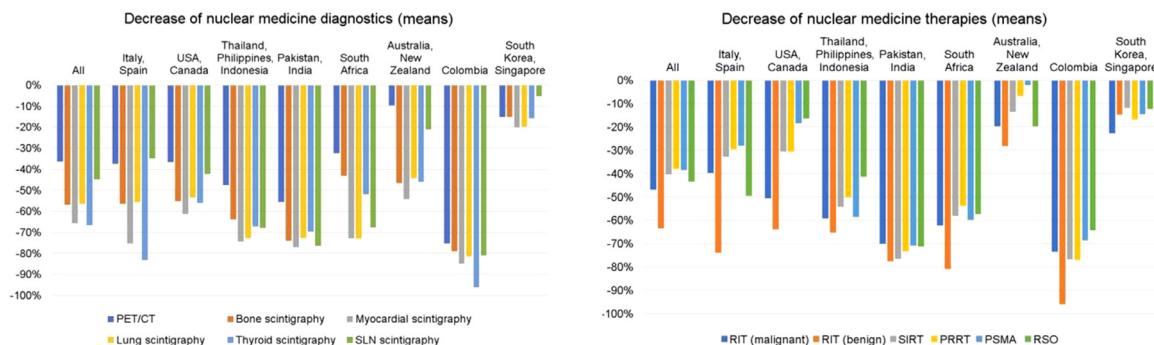 Decrease of nuclear medicine diagnostics (means)
All
Italy,
Spain
USA,
Canada
Thailand,
Philippines,
Indonesia
Pakistan,
India
South
Africa
Australia,
New
Zealand
Colombia
South
Korea,
Singapore
0%
-10%
-20%
-30%
-40%
-50%
-60%
-70%
-80%
-90%
-100%
PET/CT
Bone scintigraphy
Myocardial scintigraphy
Lung scintigraphy
Thyroid scintigraphy
SLN scintigraphy
Decrease of nuclear medicine therapies (means)
All
Italy,
Spain
USA,
Canada
Thailand,
Philippines,
Indonesia
Pakistan,
India
South
Africa
Australia,
New
Zealand
Colombia
South
Korea,
Singapore
0%
-10%
-20%
-30%
-40%
-50%
-60%
-70%
-80%
-90%
-100%
RIT (malignant)
RIT (benign)
SIRT
PRRT
PSMA
RSO